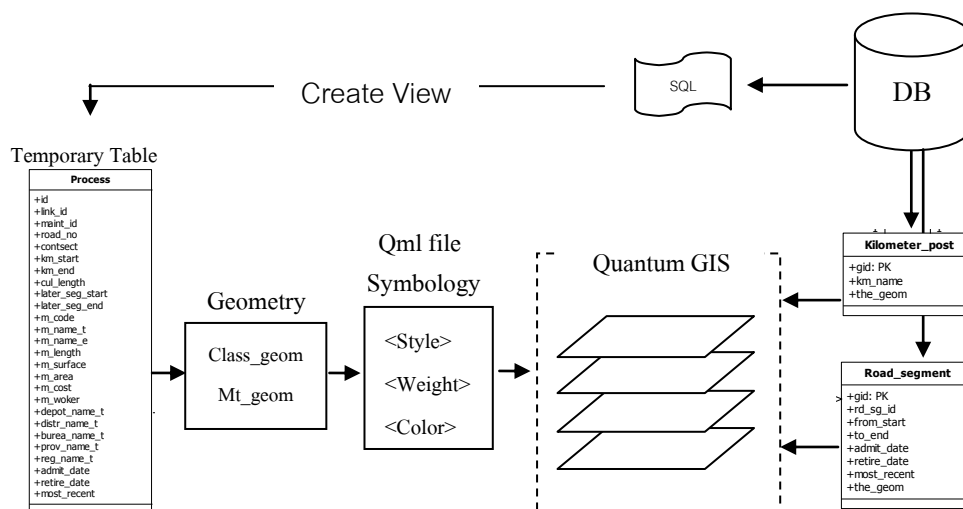 Create View
SQL
DB
Temporary Table
Process
+id
+link_id
+maint_id
+road_no
+contsect
+km_start
+km_end
+cul_length
+later_seg_start
+later_seg_end
+m_code
+m_name_t
+m_name_e
+m_length
+m_surface
+m_area
+m_cost
+m_woker
+depot_name_t
+distr_name_t
+burea_name_t
+prov_name_t
+reg_name_t
+admit_date
+retire_date
+most_recent
Geometry
Class_geom
Mt_geom
Qml file
Symbology
<Style>
<Weight>
<Color>
Quantum GIS
Kilometer_post
+gid: PK
+km_name
+the_geom
Road_segment
+gid: PK
+rd_sg_id
+from_start
+to_end
+admit_date
+retire_date
+most_recent
+the_geom